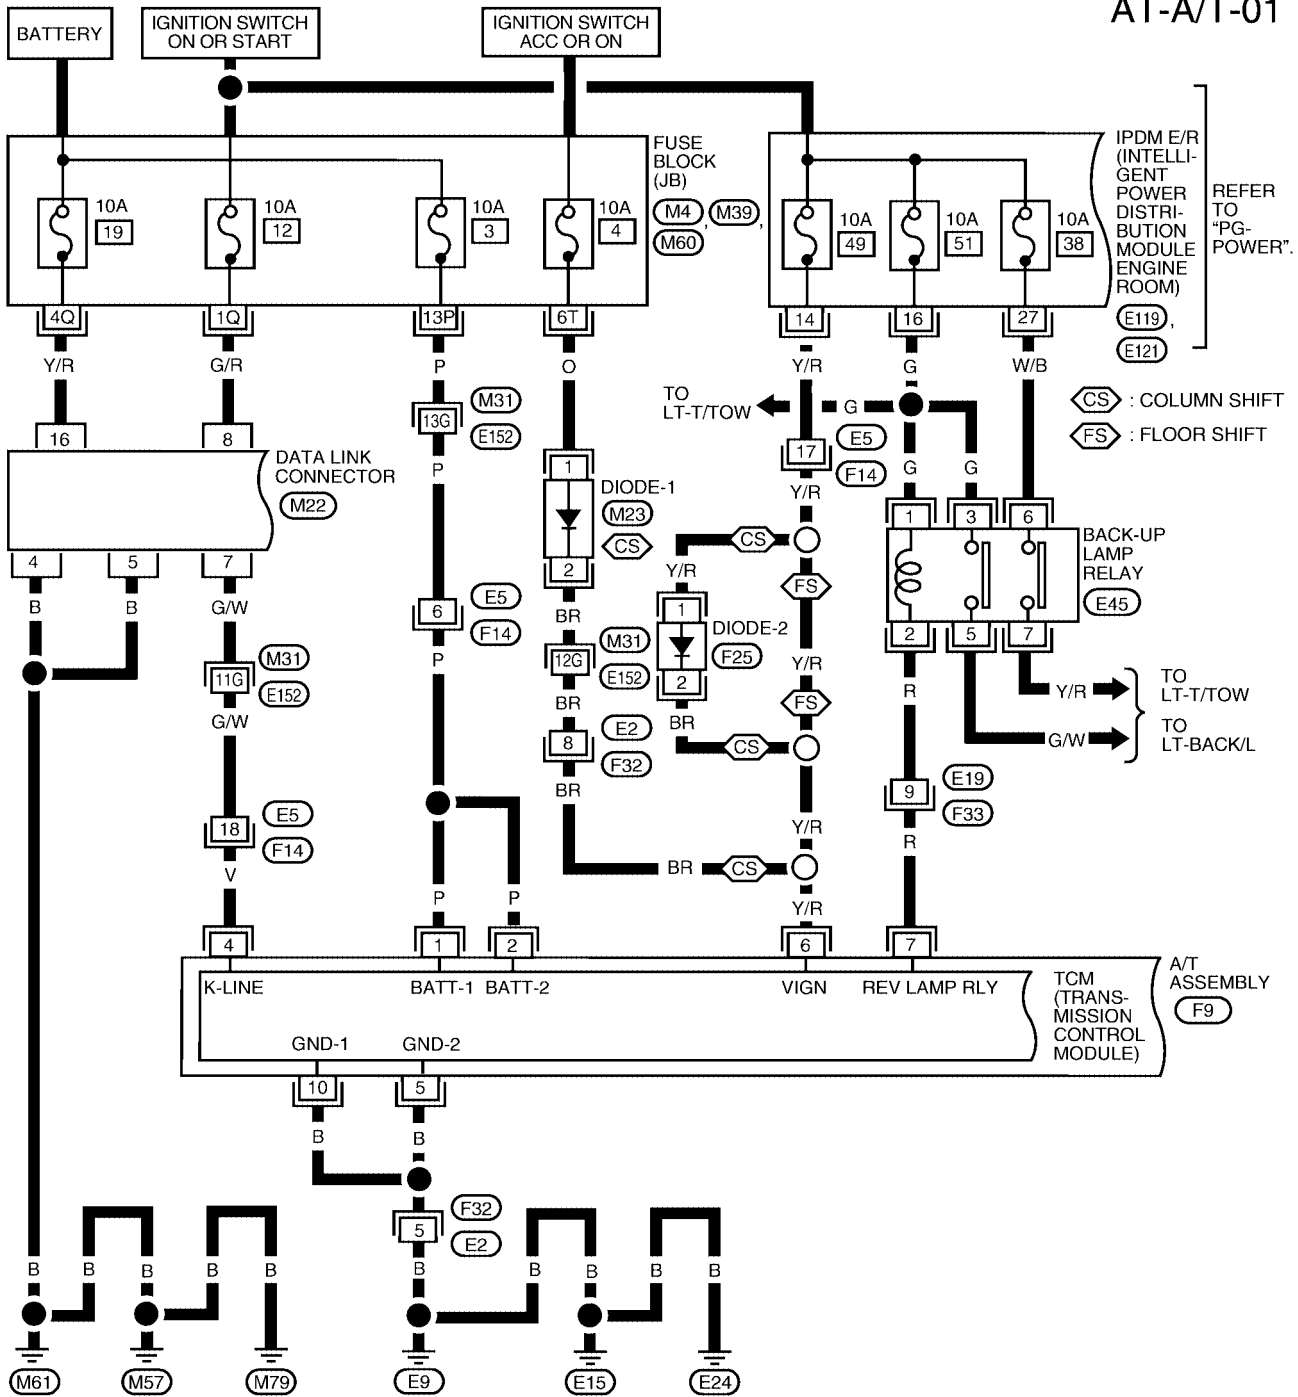 AT-A/T-01
BATTERY
IGNITION SWITCH
ON OR START
IGNITION SWITCH
ACC OR ON
FUSE
BLOCK
(JB)
M4 , M39 ,
M60
10A
19
10A
12
10A
3
10A
4
10A
49
10A
51
10A
38
IPDM E/R
(INTELLI-
GENT
POWER
DISTRI-
BUTION
MODULE
ENGINE
ROOM)
E119 ,
E121
REFER
TO
“PG-
POWER”.
4Q
1Q
13P
6T
14
16
27
Y/R
G/R
P
O
Y/R
G
W/B
TO
LT-T/TOW
G
CS : COLUMN SHIFT
FS : FLOOR SHIFT
13G
M31
E152
P
17
E5
F14
Y/R
G
G
16
8
DATA LINK
CONNECTOR
M22
4
5
7
1
DIODE-1
M23
CS
2
1
3
6
BACK-UP
LAMP
RELAY
E45
2
5
7
CS
FS
Y/R
1
DIODE-2
F25
2
BR
Y/R
FS
CS
B
B
G/W
6
E5
F14
P
BR
12G
M31
E152
BR
8
E2
F32
BR
11G
M31
E152
G/W
18
E5
F14
V
R
Y/R
TO
LT-T/TOW
G/W
TO
LT-BACK/L
9
E19
F33
R
Y/R
BR
CS
Y/R
P
P
4
1
2
6
7
K-LINE
BATT-1
BATT-2
VIGN
REV LAMP RLY
TCM
(TRANS-
MISSION
CONTROL
MODULE)
A/T
ASSEMBLY
F9
GND-1
GND-2
10
5
B
B
5
F32
E2
B
B
B
B
B
B
B
B
B
B
M61
M57
M79
E9
E15
E24